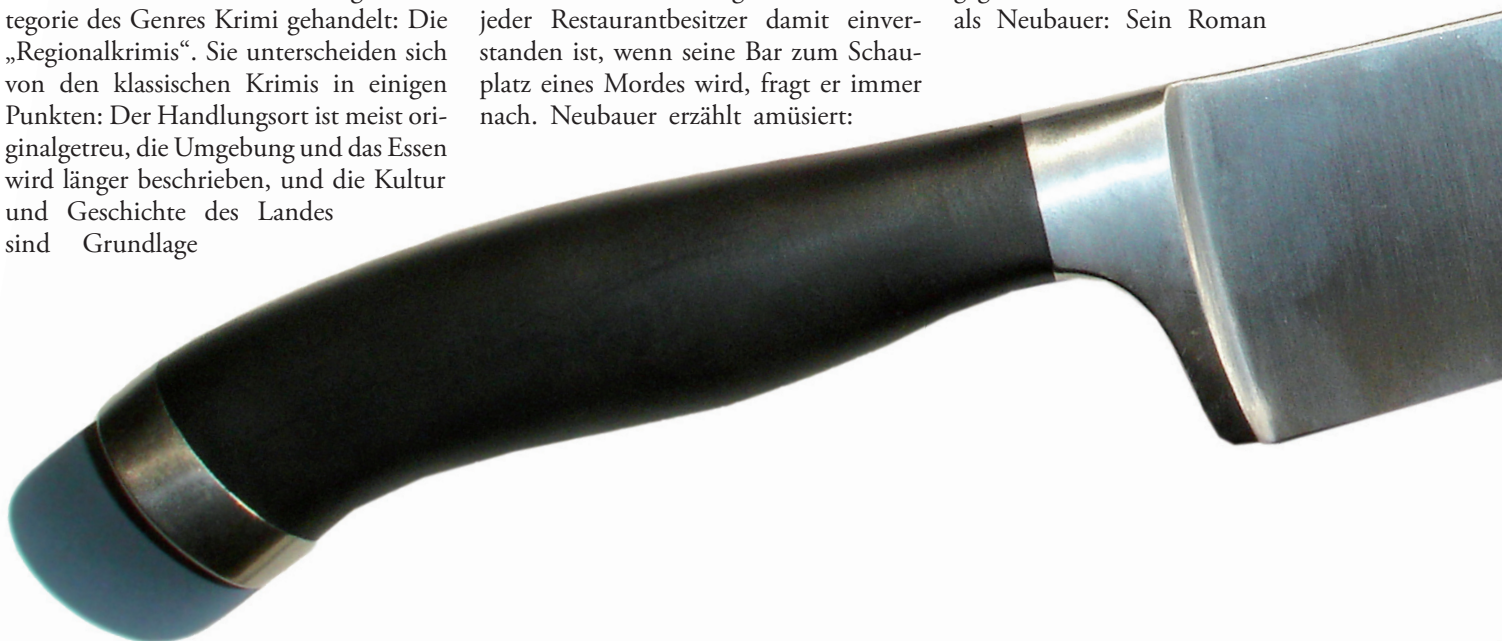 tegorie des Genres Krimi gehandelt: Die
„Regionalkrimis“. Sie unterscheiden sich
von den klassischen Krimis in einigen
Punkten: Der Handlungsort ist meist ori-
ginalgetreu, die Umgebung und das Essen
wird länger beschrieben, und die Kultur
und Geschichte des Landes
sind Grundlage
jeder Restaurantbesitzer damit einver-
standen ist, wenn seine Bar zum Schau-
platz eines Mordes wird, fragt er immer
nach. Neubauer erzählt amüsiert:
als Neubauer: Sein Roman